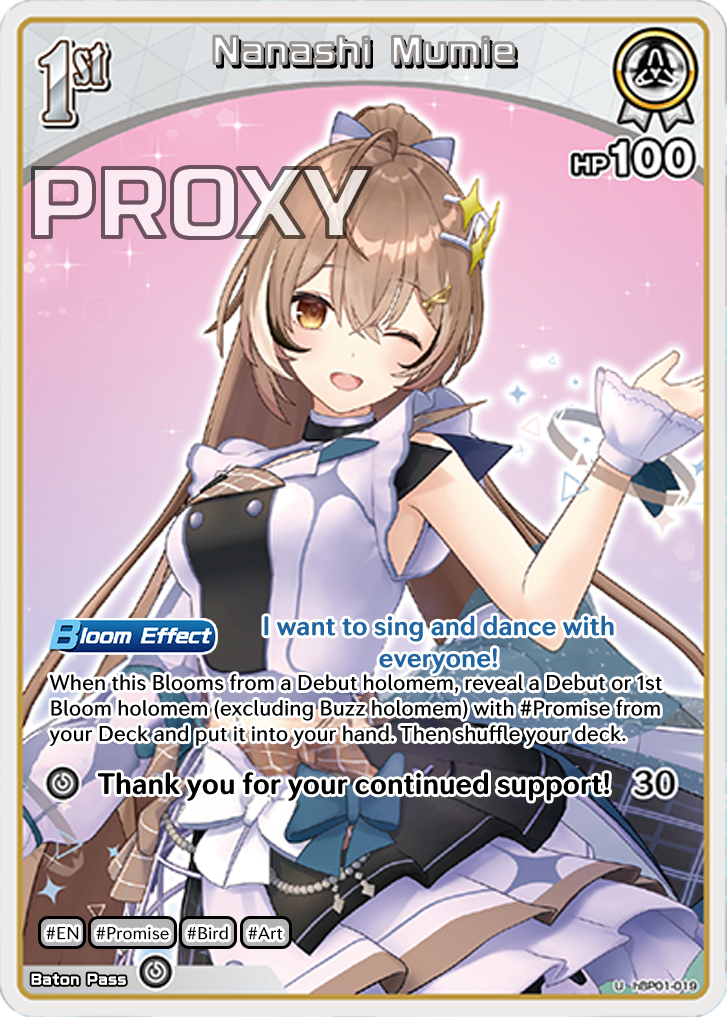 1st
Nanashi Mumie
HP 100
PROXY
Bloom Effect
I want to sing and dance with
everyone!
When this Blooms from a Debut holomem, reveal a Debut or 1st
Bloom holomem (excluding Buzz holomem) with #Promise from
your Deck and put it into your hand. Then shuffle your deck.
Thank you for your continued support! 30
#EN #Promise #Bird #Art
Baton Pass
U hBP01-019